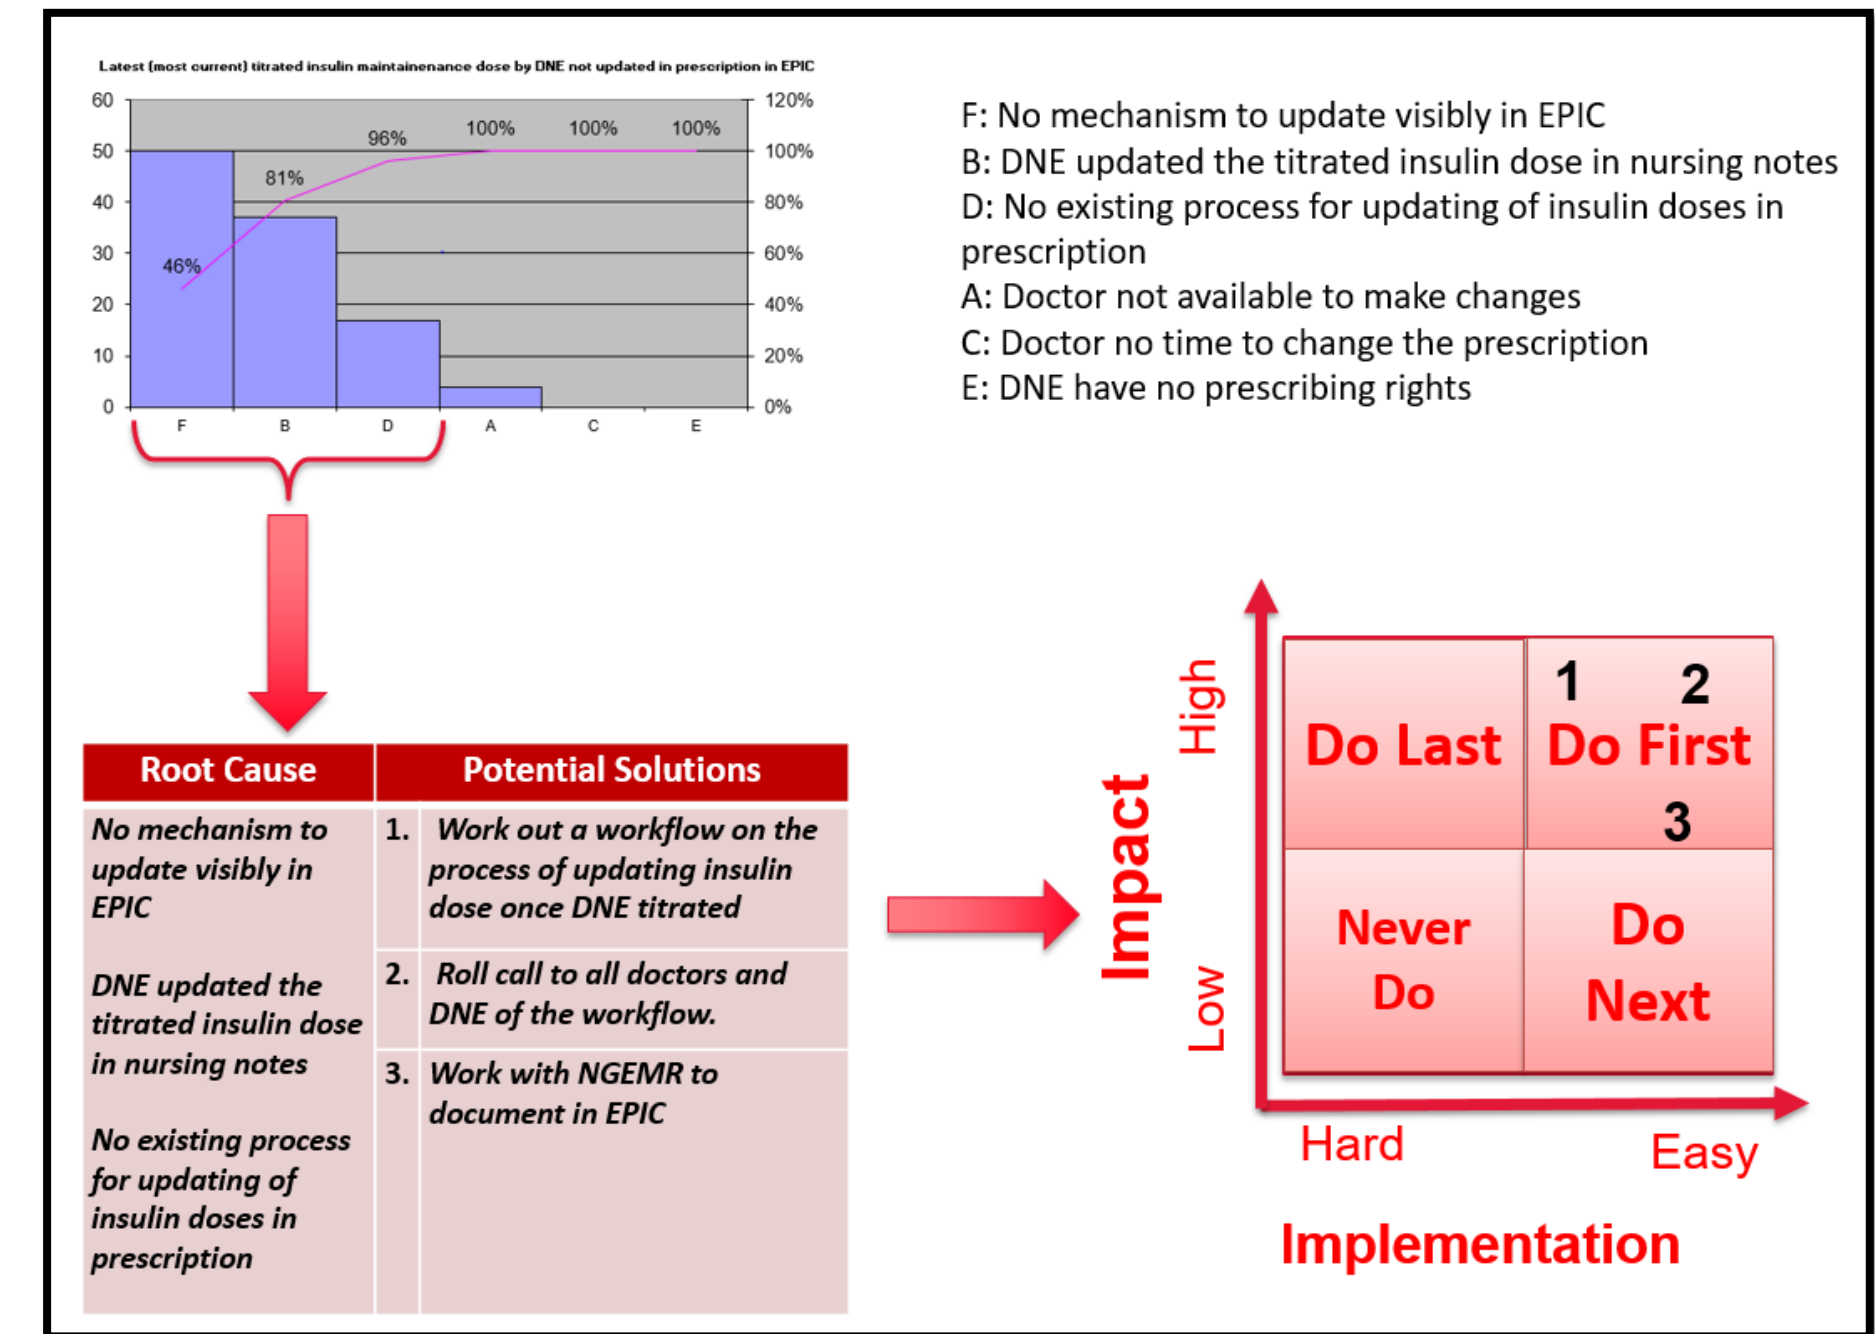 Latest (most current) titrated insulin maintainenance dose by DNE not updated in prescription in EPIC
60
50
40
30
20
10
0
120%
100%
80%
60%
40%
20%
0%
46%
81%
96%
100%
100%
100%
F
B
D
A
C
E
F: No mechanism to update visibly in EPIC
B: DNE updated the titrated insulin dose in nursing notes
D: No existing process for updating of insulin doses in
prescription
A: Doctor not available to make changes
C: Doctor no time to change the prescription
E: DNE have no prescribing rights
Root Cause
Potential Solutions
No mechanism to
update visibly in
EPIC
DNE updated the
titrated insulin dose
in nursing notes
No existing process
for updating of
insulin doses in
prescription
1. Work out a workflow on the
process of updating insulin
dose once DNE titrated
2. Roll call to all doctors and
DNE of the workflow.
3. Work with NGEMR to
document in EPIC
Impact
High
Low
Do Last
1 2
Do First
3
Never
Do
Do
Next
Hard
Easy
Implementation